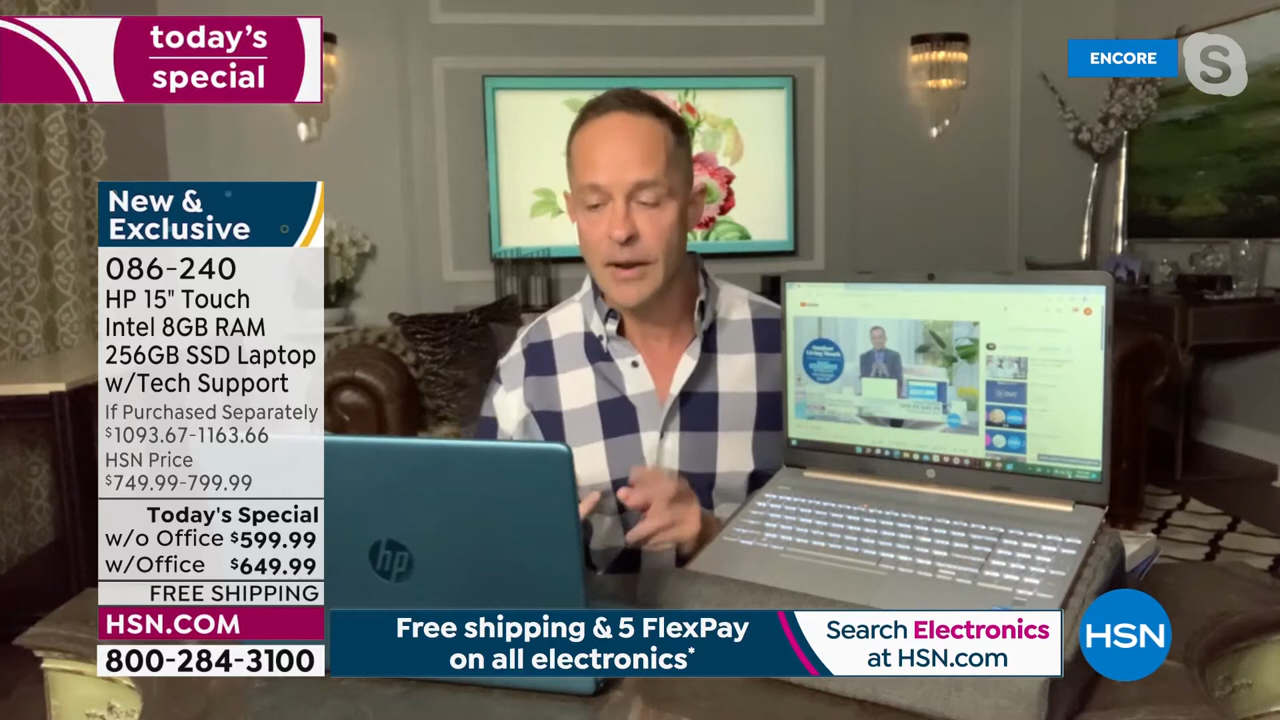 today's
special
ENCORE
S
New &
Exclusive
086-240
HP 15" Touch
Intel 8GB RAM
256GB SSD Laptop
w/Tech Support
If Purchased Separately
$1093.67-1163.66
HSN Price
$749.99-799.99
Today's Special
w/o Office $599.99
w/Office $649.99
FREE SHIPPING
HSN.COM
800-284-3100
hp
Free shipping & 5 FlexPay
on all electronics*
Search Electronics
at HSN.com
HSN